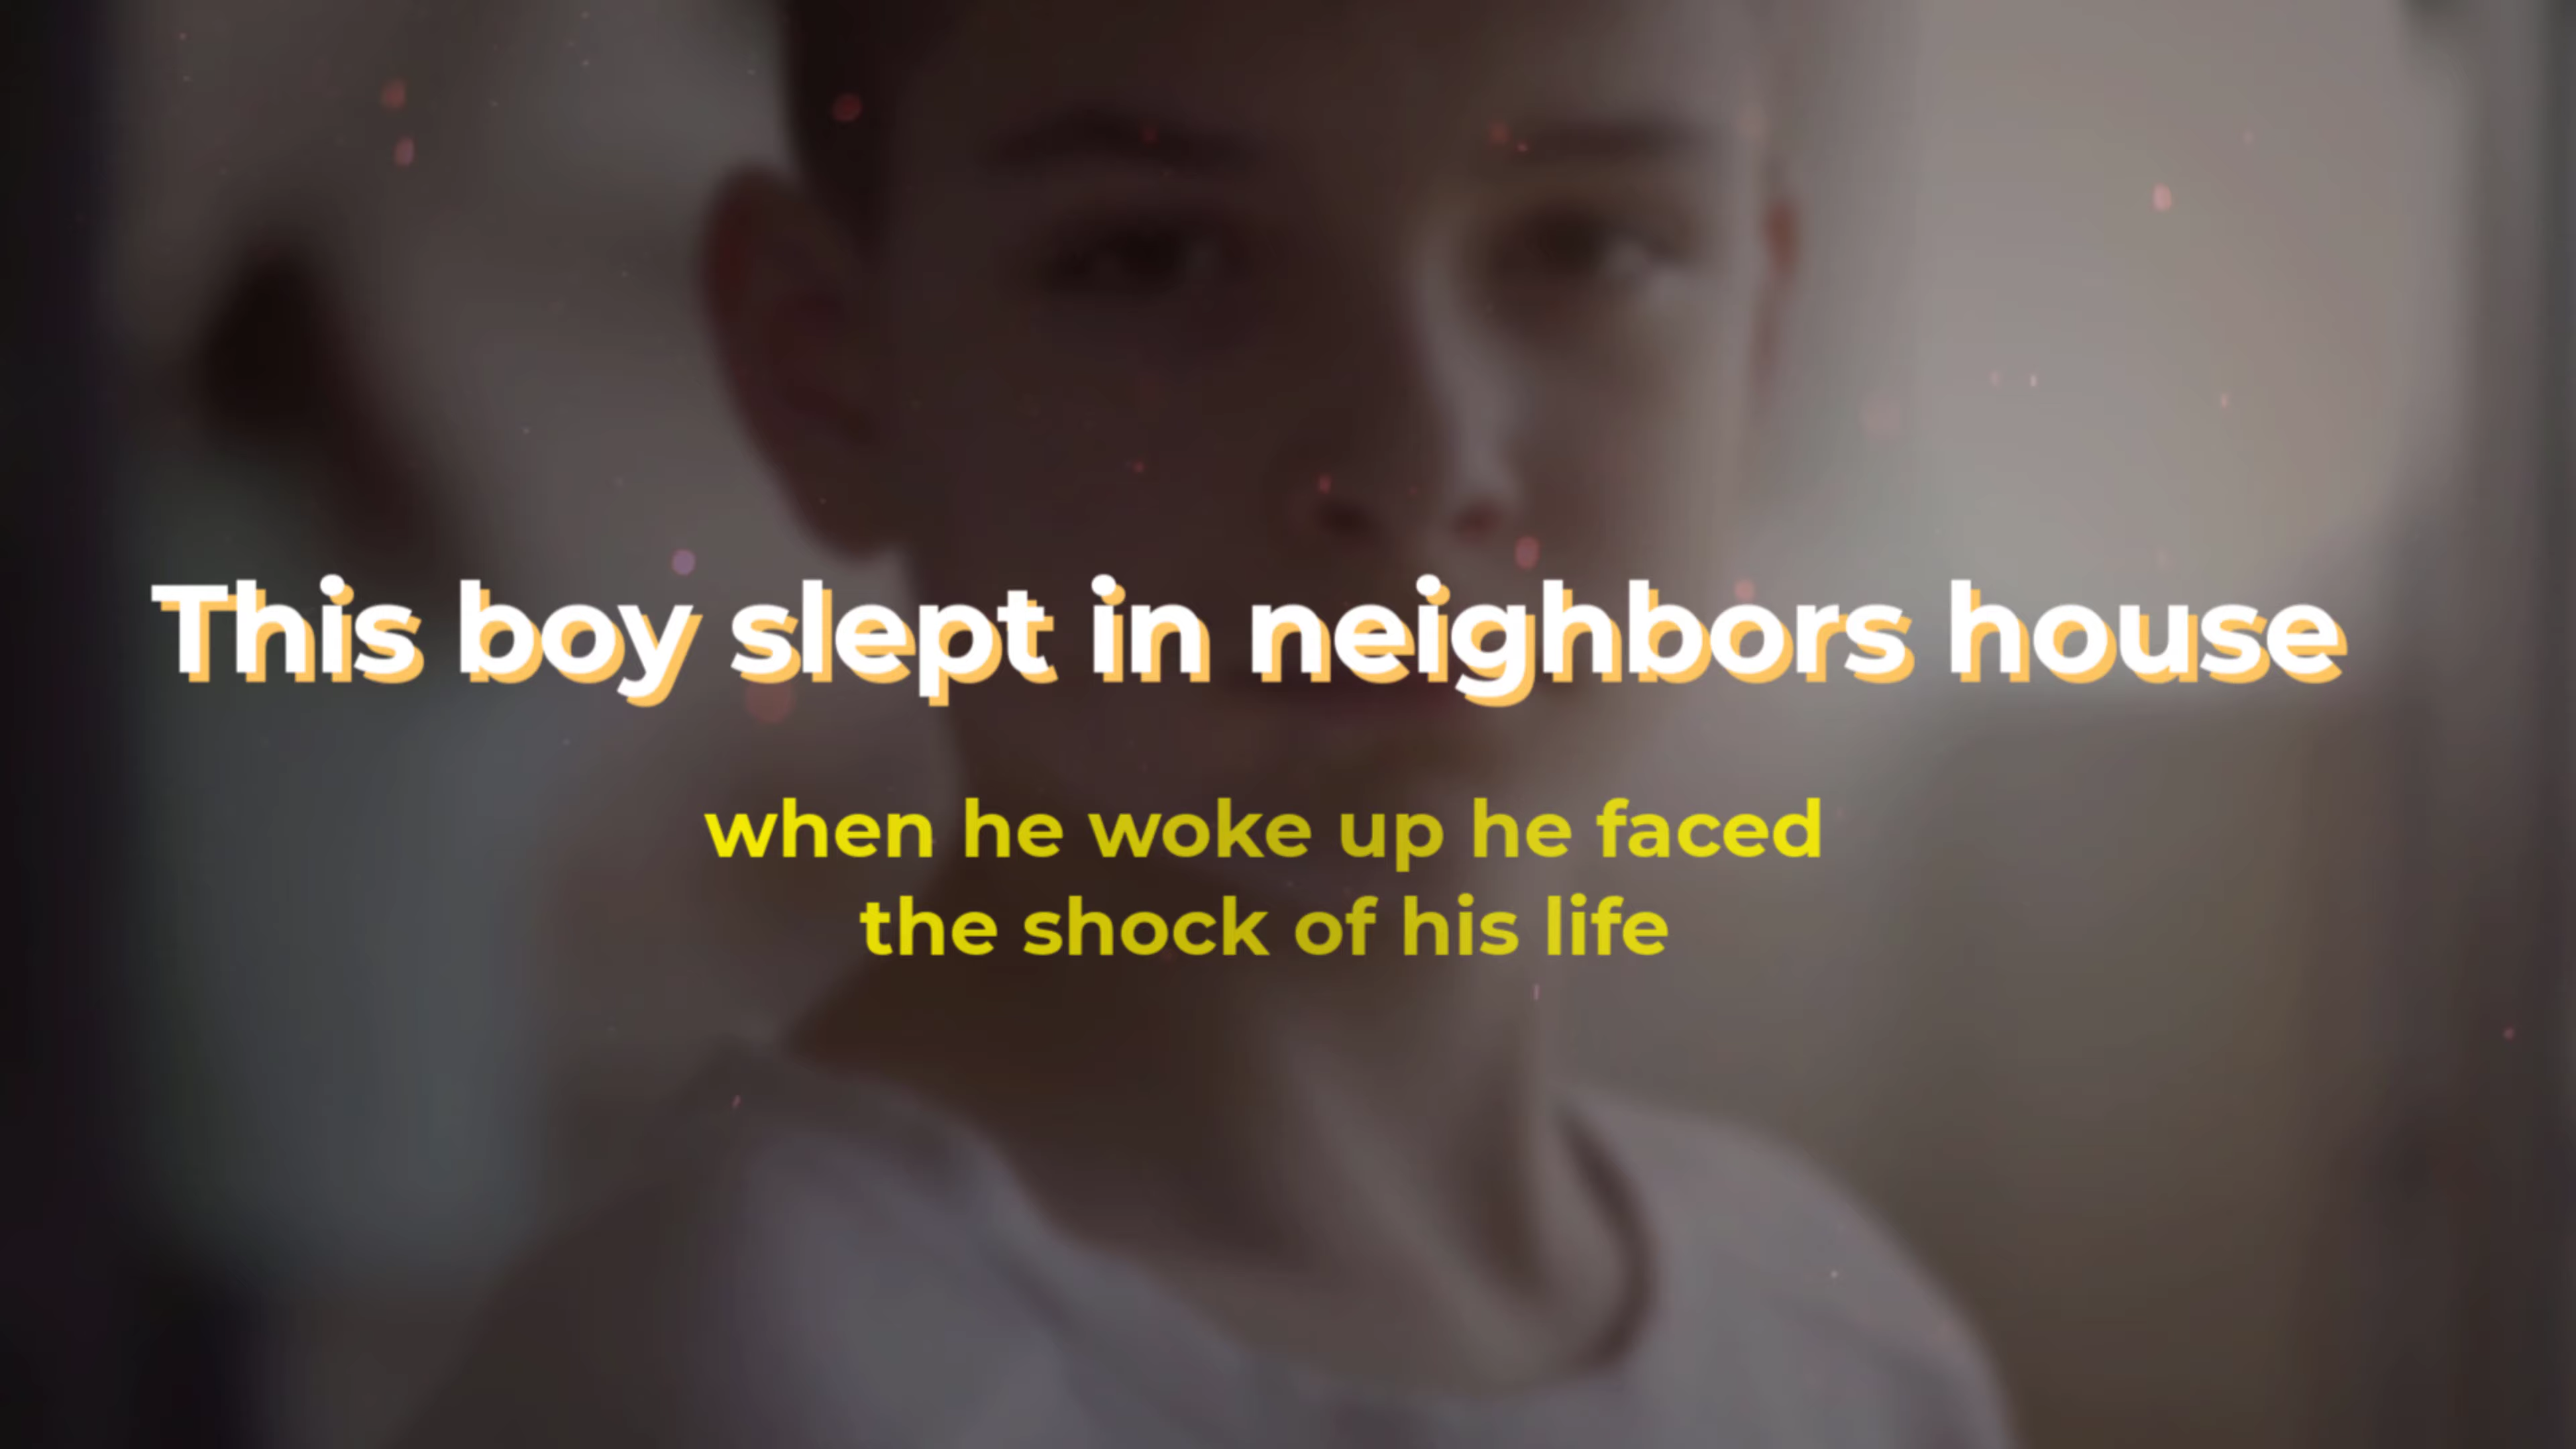 This boy slept in neighbors house
when he woke up he faced
the shock of his life